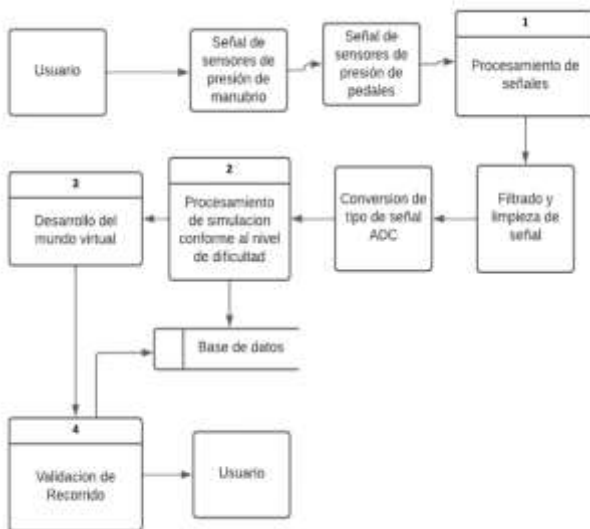 Usuario
Señal de
sensores de
presión de
manubrio
Señal de
sensores de
presión de
pedales
1
Procesamiento de
señales
3
Desarrollo del
mundo virtual
2
Procesamiento
de simulacion
conforme al nivel
de dificultad
Conversion de
tipo de señal
ADC
Filtrado y
limpieza de
señal
Base de datos
4
Validacion de
Recorrido
Usuario